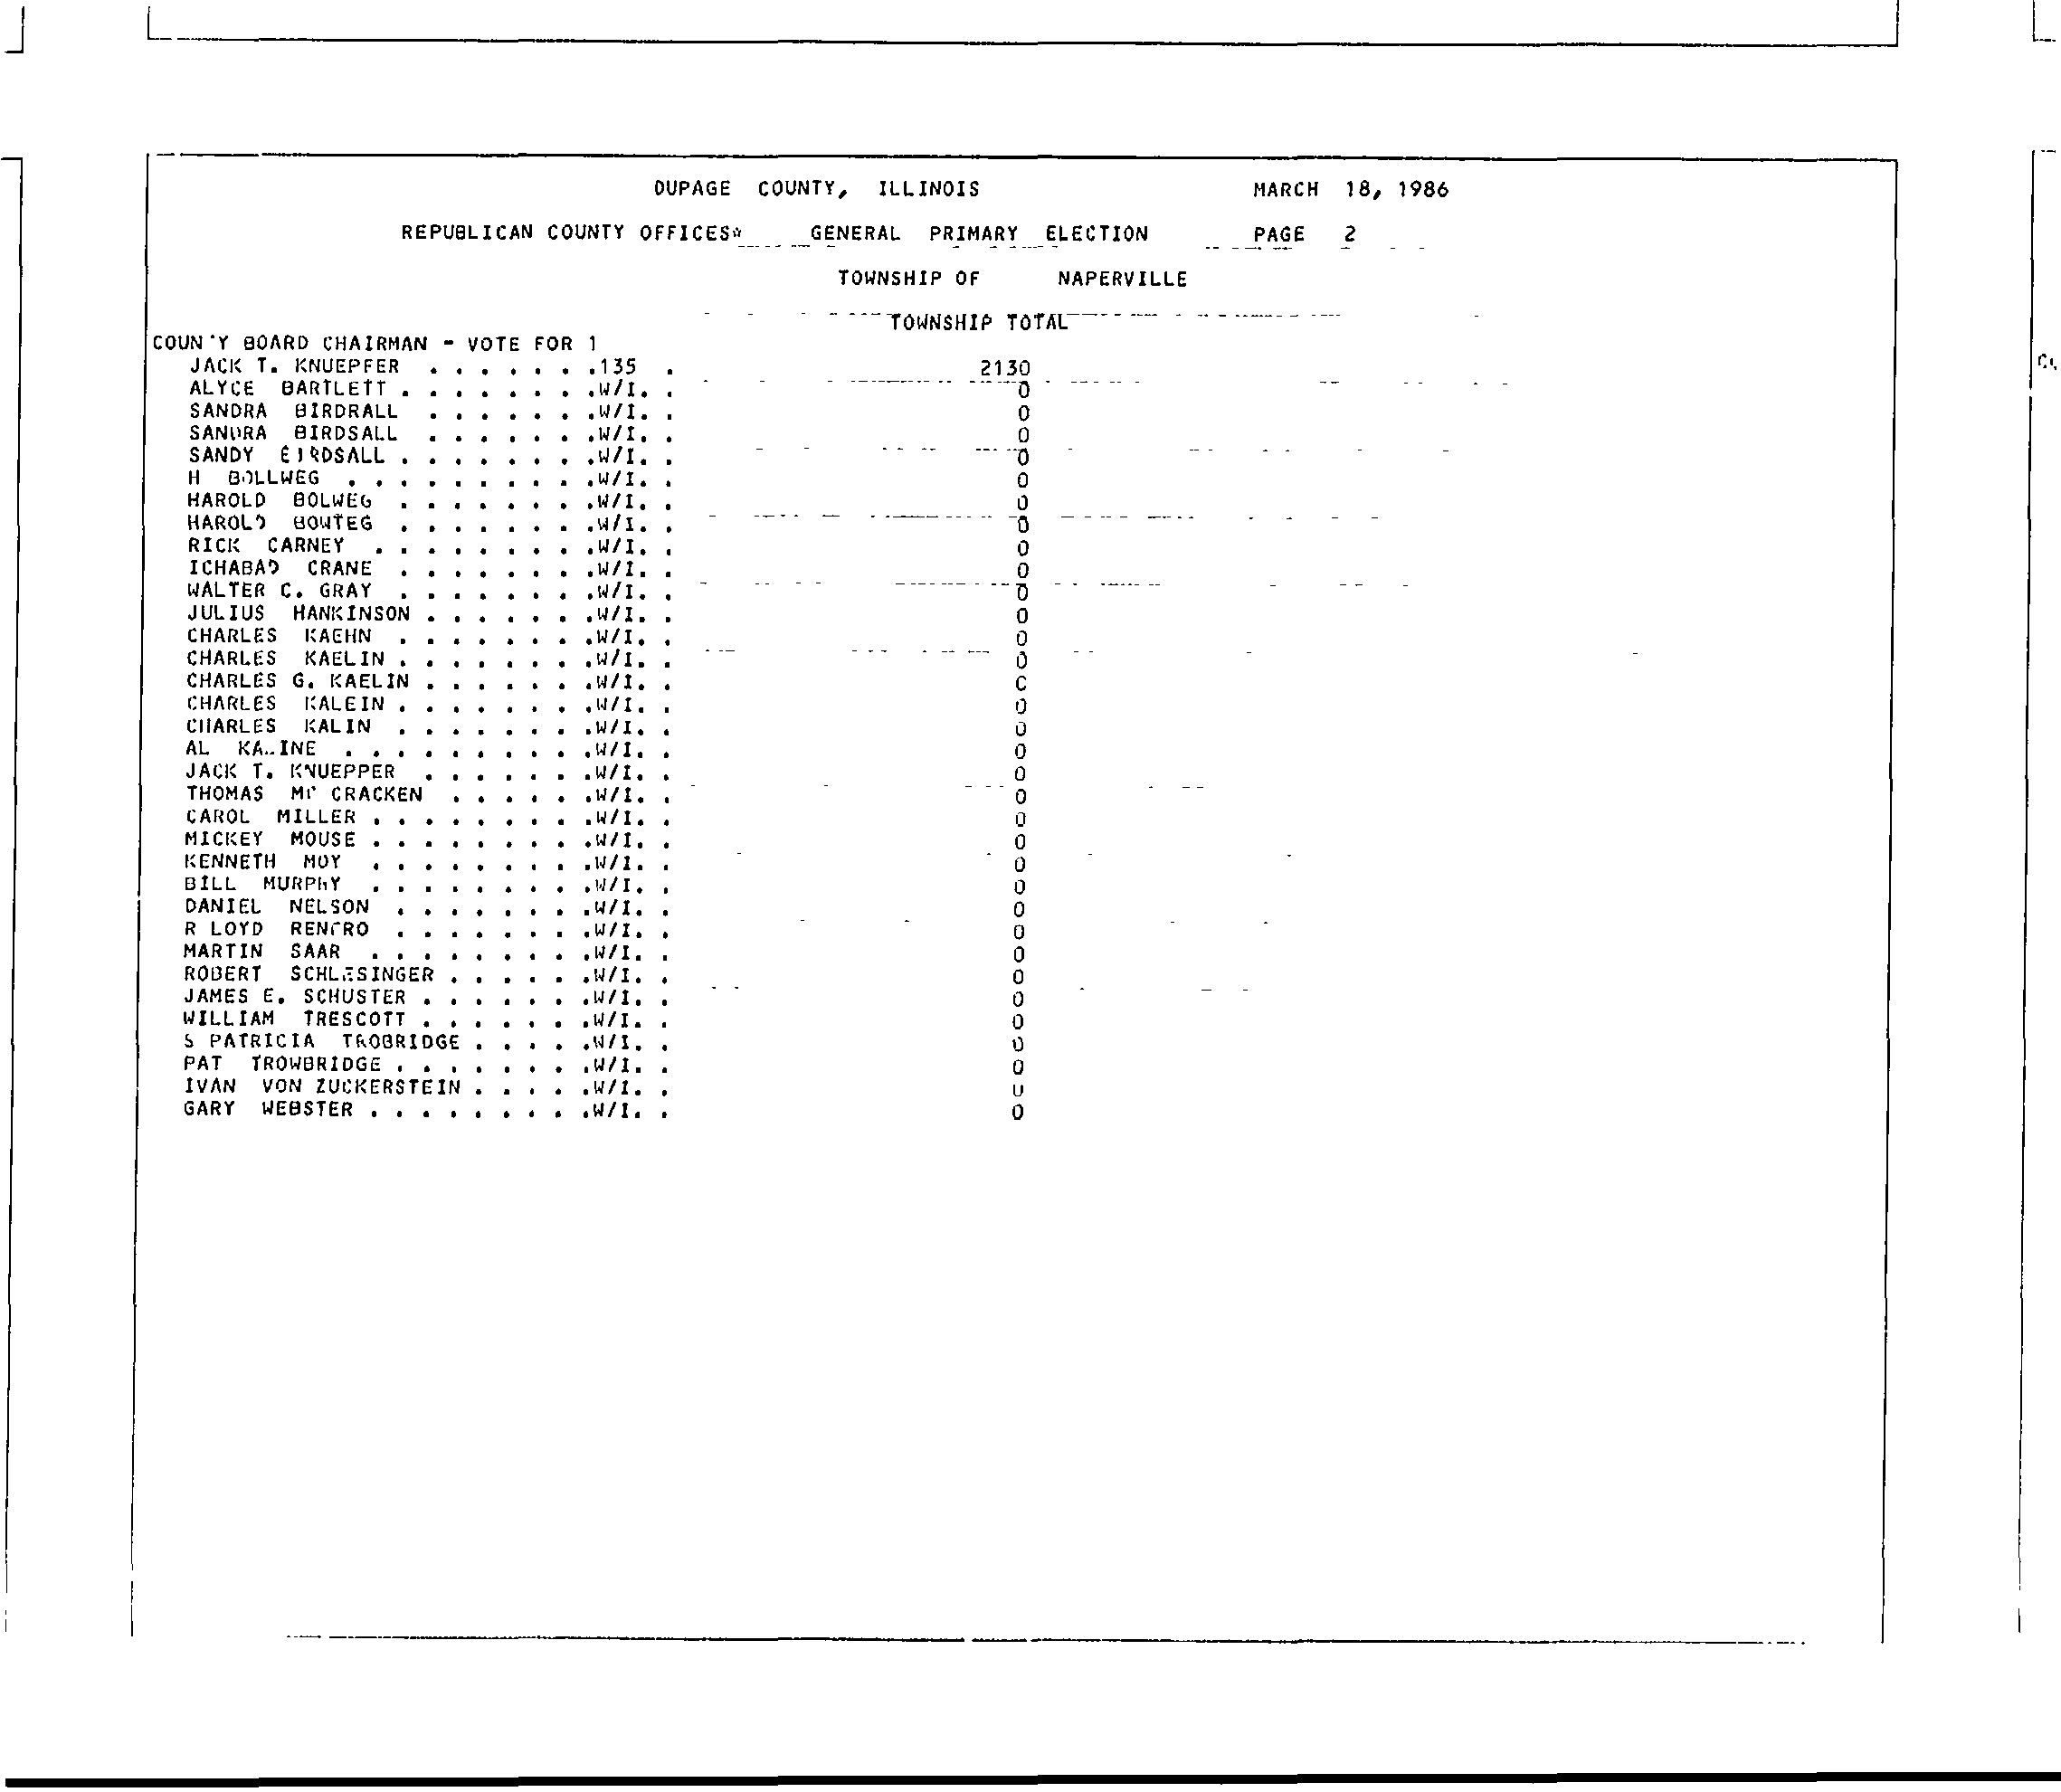 DUPAGE COUNTY, ILLINOIS MARCH 18, 1986
REPUBLICAN COUNTY OFFICES* GENERAL PRIMARY ELECTION PAGE 2
TOWNSHIP OF NAPERVILLE
TOWNSHIP TOTAL
COUNTY BOARD CHAIRMAN - VOTE FOR 1
JACK T. KNUEPFER . . . . . . .135 . 2130
ALYCE BARTLETT . . . . . . . .W/I. . 0
SANDRA BIRDRALL . . . . . . .W/I. . 0
SANDRA BIRDSALL . . . . . . .W/I. . 0
SANDY BIRDSALL . . . . . . . .W/I. . 0
H BOLLWEG . . . . . . . . . .W/I. . 0
HAROLD BOLWEG . . . . . . . .W/I. . 0
HAROLD BOWTEG . . . . . . . .W/I. . 0
RICK CARNEY . . . . . . . . .W/I. . 0
ICHABAD CRANE . . . . . . . .W/I. . 0
WALTER C. GRAY . . . . . . . .W/I. . 0
JULIUS HANKINSON . . . . . . .W/I. . 0
CHARLES KAEHN . . . . . . . .W/I. . 0
CHARLES KAELIN . . . . . . . .W/I. . 0
CHARLES G. KAELIN . . . . . . .W/I. . 0
CHARLES KALEIN . . . . . . . .W/I. . 0
CHARLES KALIN . . . . . . . .W/I. . 0
AL KALINE . . . . . . . . . .W/I. . 0
JACK T. KNUEPPER . . . . . . .W/I. . 0
THOMAS MC CRACKEN . . . . . .W/I. . 0
CAROL MILLER . . . . . . . . .W/I. . 0
MICKEY MOUSE . . . . . . . . .W/I. . 0
KENNETH MOY . . . . . . . . .W/I. . 0
BILL MURPHY . . . . . . . . .W/I. . 0
DANIEL NELSON . . . . . . . .W/I. . 0
R LOYD RENFRO . . . . . . . .W/I. . 0
MARTIN SAAR . . . . . . . . .W/I. . 0
ROBERT SCHLESINGER . . . . . .W/I. . 0
JAMES E. SCHUSTER . . . . . . .W/I. . 0
WILLIAM TRESCOTT . . . . . . .W/I. . 0
S PATRICIA TROBRIDGE . . . . .W/I. . 0
PAT TROWBRIDGE . . . . . . . .W/I. . 0
IVAN VON ZUCKERSTEIN . . . . .W/I. . 0
GARY WEBSTER . . . . . . . . .W/I. . 0